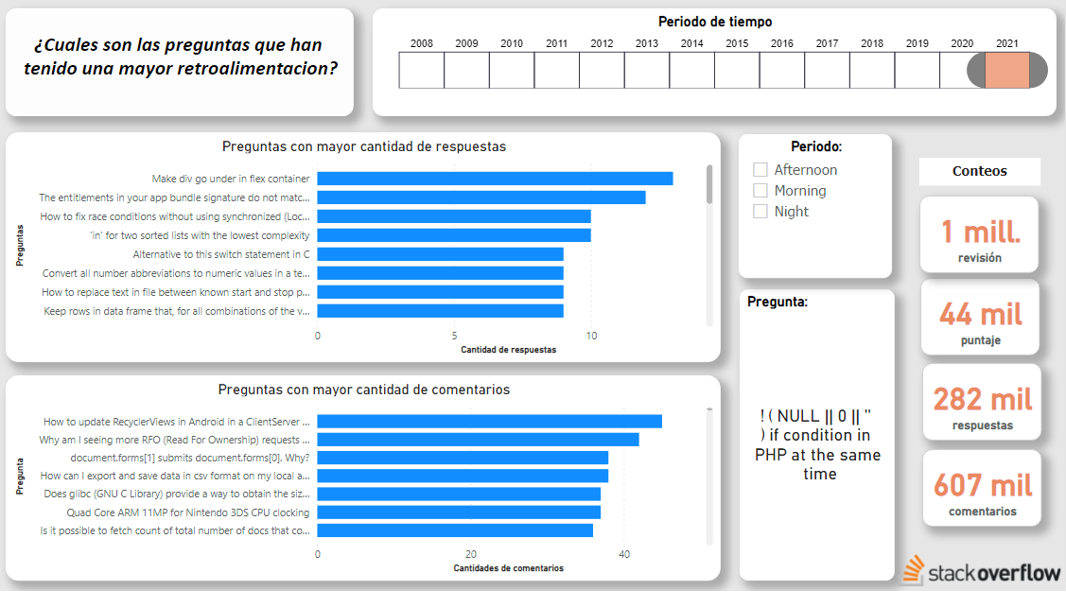 ¿Cuales son las preguntas que han
tenido una mayor retroalimentacion?
Periodo de tiempo
2008 2009 2010 2011 2012 2013 2014 2015 2016 2017 2018 2019 2020 2021
Preguntas con mayor cantidad de respuestas
Preguntas
Make div go under in flex container
The entitlements in your app bundle signature do not matc...
How to fix race conditions without using synchronized (Loc...
'in' for two sorted lists with the lowest complexity
Alternative to this switch statement in C
Convert all number abbreviations to numeric values in a te...
How to replace text in file between known start and stop p...
Keep rows in data frame that, for all combinations of the v...
0 5 10
Cantidad de respuestas
Preguntas con mayor cantidad de comentarios
Pregunta
How to update RecyclerViews in Android in a ClientServer ...
Why am I seeing more RFO (Read For Ownership) requests ...
document.forms[1] submits document.forms[0]. Why?
How can I export and save data in csv format on my local a...
Does glibc (GNU C Library) provide a way to obtain the siz...
Quad Core ARM 11MP for Nintendo 3DS CPU clocking
Is it possible to fetch count of total number of docs that co...
0 20 40
Cantidades de comentarios
Periodo:
Afternoon
Morning
Night
Pregunta:
! ( NULL || 0 || ''
) if condition in
PHP at the same
time
Conteos
1 mill.
revisión
44 mil
puntaje
282 mil
respuestas
607 mil
comentarios
stackoverflow